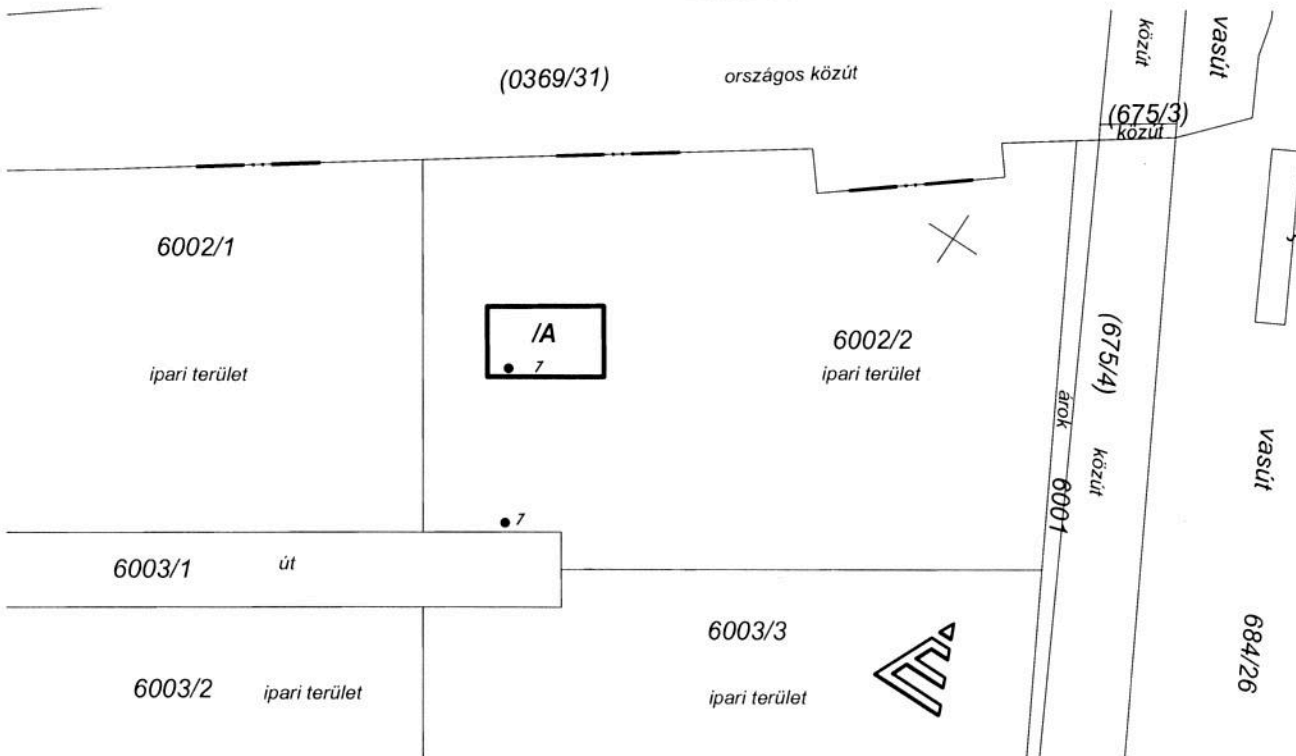 (0369/31)
országos közút
közút
vasút
(675/3)
közút
6002/1
ipari terület
/A
7
6002/2
ipari terület
(675/4)
közút
árok
6001
vasút
7
6003/1
út
6003/2
ipari terület
6003/3
ipari terület
684/26